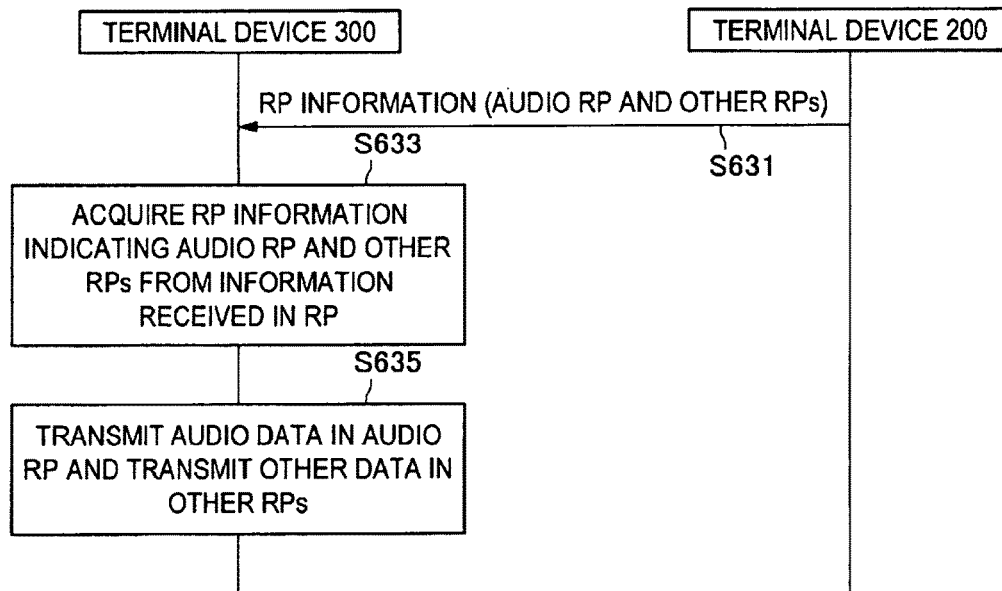 TERMINAL DEVICE 300
TERMINAL DEVICE 200
RP INFORMATION (AUDIO RP AND OTHER RPs)
S631
S633
ACQUIRE RP INFORMATION
INDICATING AUDIO RP AND OTHER
RPs FROM INFORMATION
RECEIVED IN RP
S635
TRANSMIT AUDIO DATA IN AUDIO
RP AND TRANSMIT OTHER DATA IN
OTHER RPs